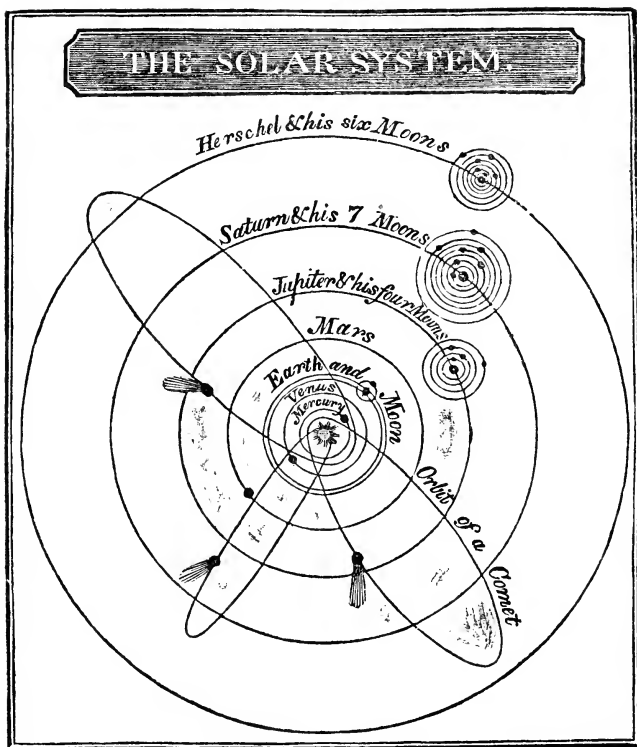 THE SOLAR SYSTEM.
Herschel & his six Moons
Saturn & his 7 Moons
Jupiter & his four Moons
Mars
Earth and Moon
Venus
Mercury
Orbit of a Comet